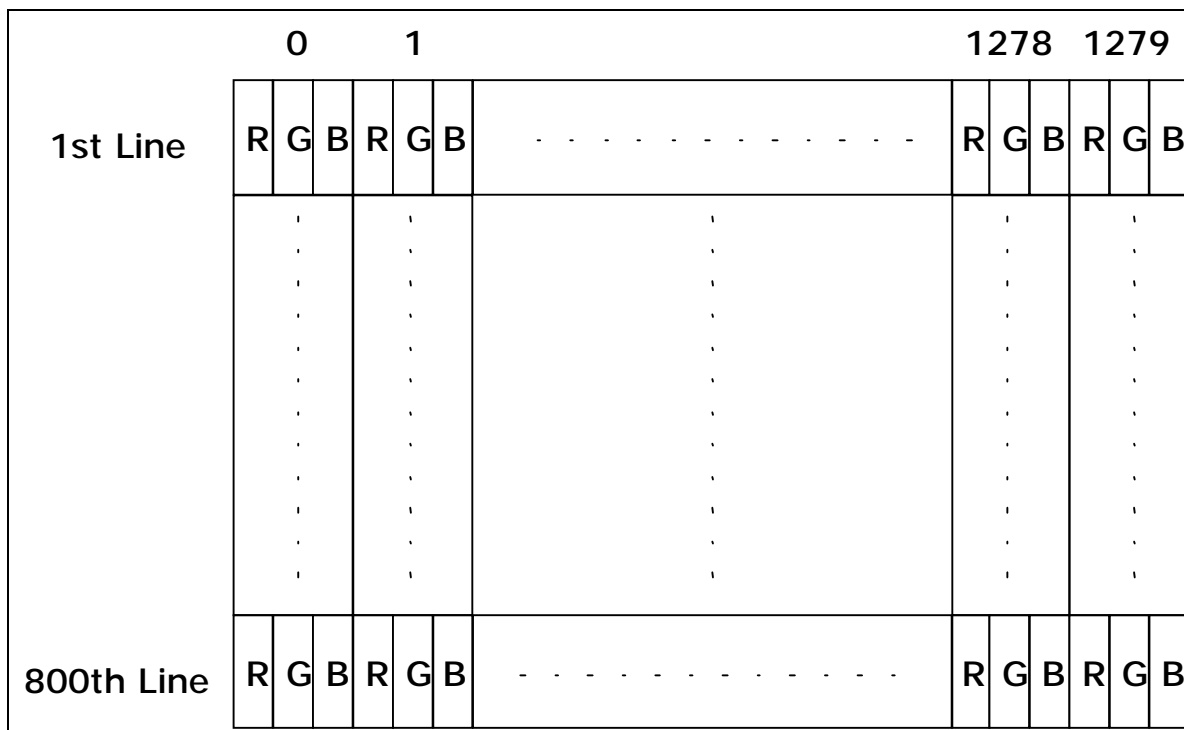 0 1 1278 1279
1st Line R G B R G B - - - - - - - - - - - - R G B R G B
800th Line R G B R G B - - - - - - - - - - - - R G B R G B